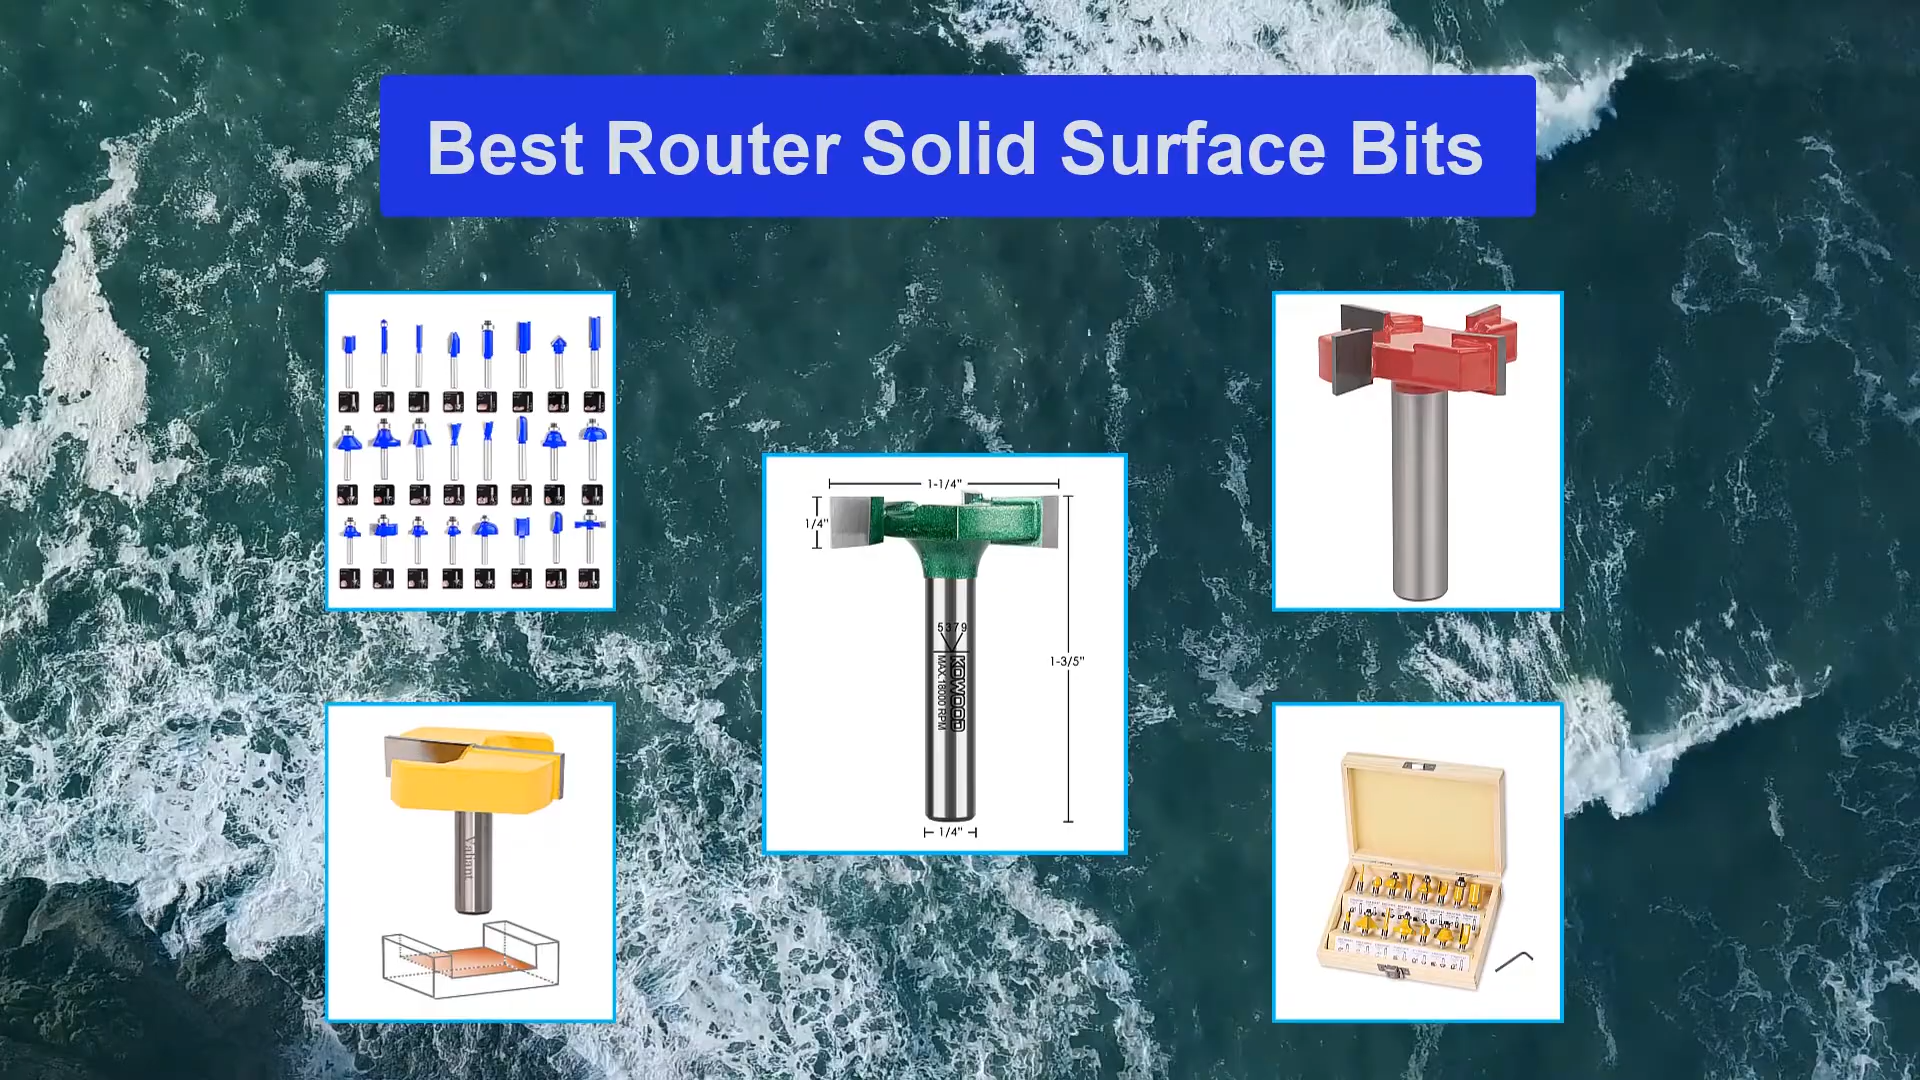 Best Router Solid Surface Bits
1-1/4"
1/4"
5379
KOWOOD
MAX 18000 RPM
1-3/5"
1/4"